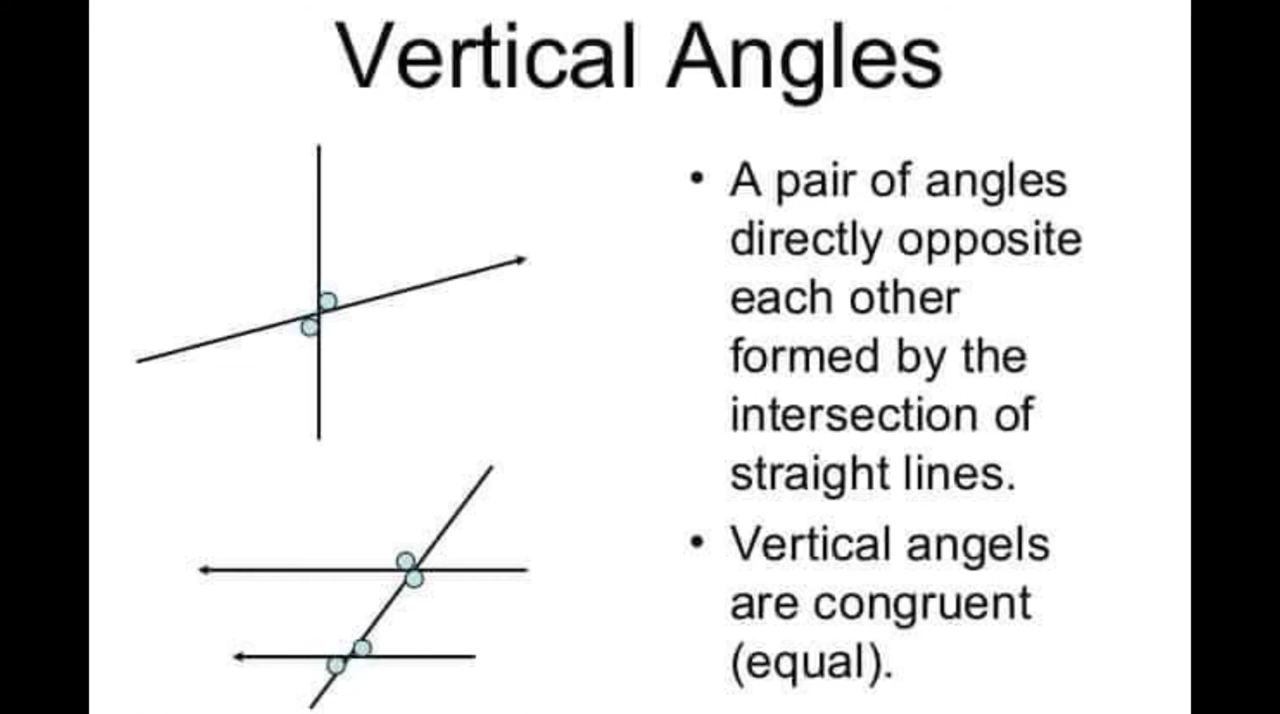 Vertical Angles
• A pair of angles
directly opposite
each other
formed by the
intersection of
straight lines.
• Vertical angels
are congruent
(equal).